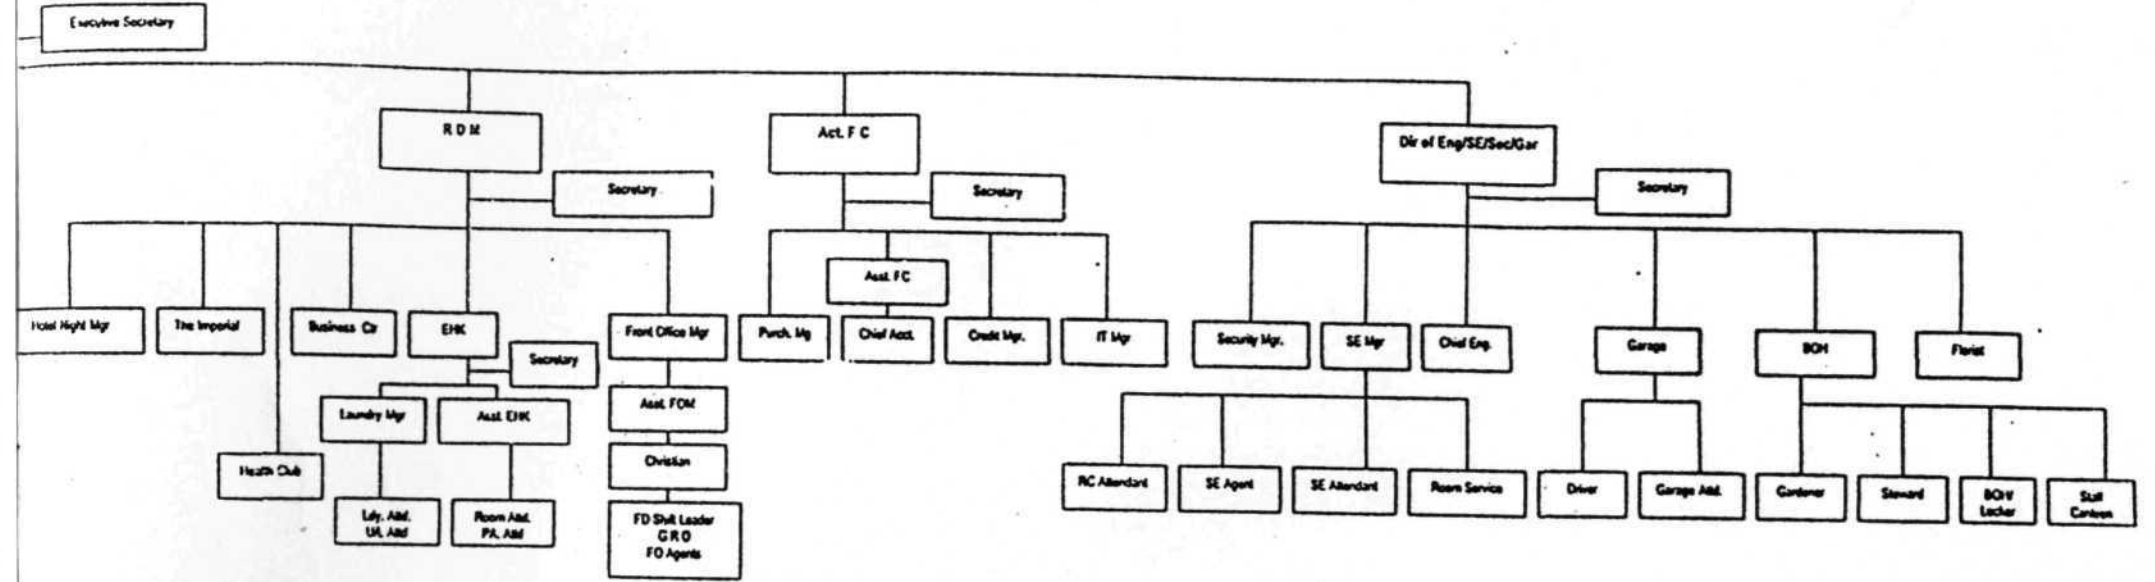 Executive Secretary
R D M
Act. F C
Dir of Eng/SE/Sec/Gar
Secretary
Secretary
Secretary
Asst. FC
Hotel Night Mgr
The Imperial
Business Ctr
EHK
Front Office Mgr
Purch. Mg
Chief Acct.
Credit Mgr.
IT Mgr
Security Mgr.
SE Mgr
Chief Eng.
Garage
BOH
Florist
Secretary
Laundry Mgr
Asst. EHK
Asst. FOM
Health Club
Christian
RC Attendant
SE Agent
SE Attendant
Room Service
Driver
Garage Attd.
Gardener
Steward
BOH/
Locker
Staff
Canteen
Ldy. Attd.
U/L Attd
Room Attd.
PA. Attd
FD Shift Leader
G R O
FO Agents